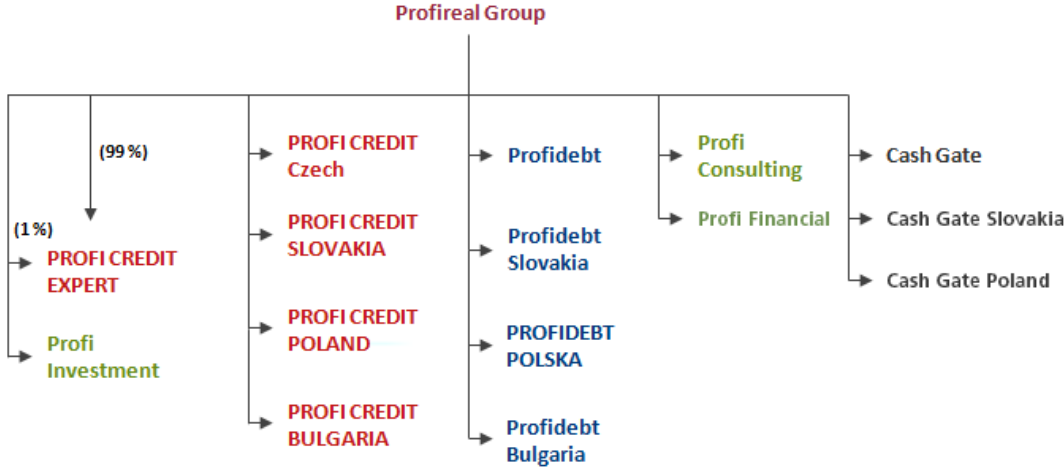 Profireal Group
(99%)
(1%)
PROFI CREDIT
EXPERT
Profi
Investment
PROFI CREDIT
Czech
PROFI CREDIT
SLOVAKIA
PROFI CREDIT
POLAND
PROFI CREDIT
BULGARIA
Profidebt
Profidebt
Slovakia
PROFIDEBT
POLSKA
Profidebt
Bulgaria
Profi
Consulting
Profi Financial
Cash Gate
Cash Gate Slovakia
Cash Gate Poland